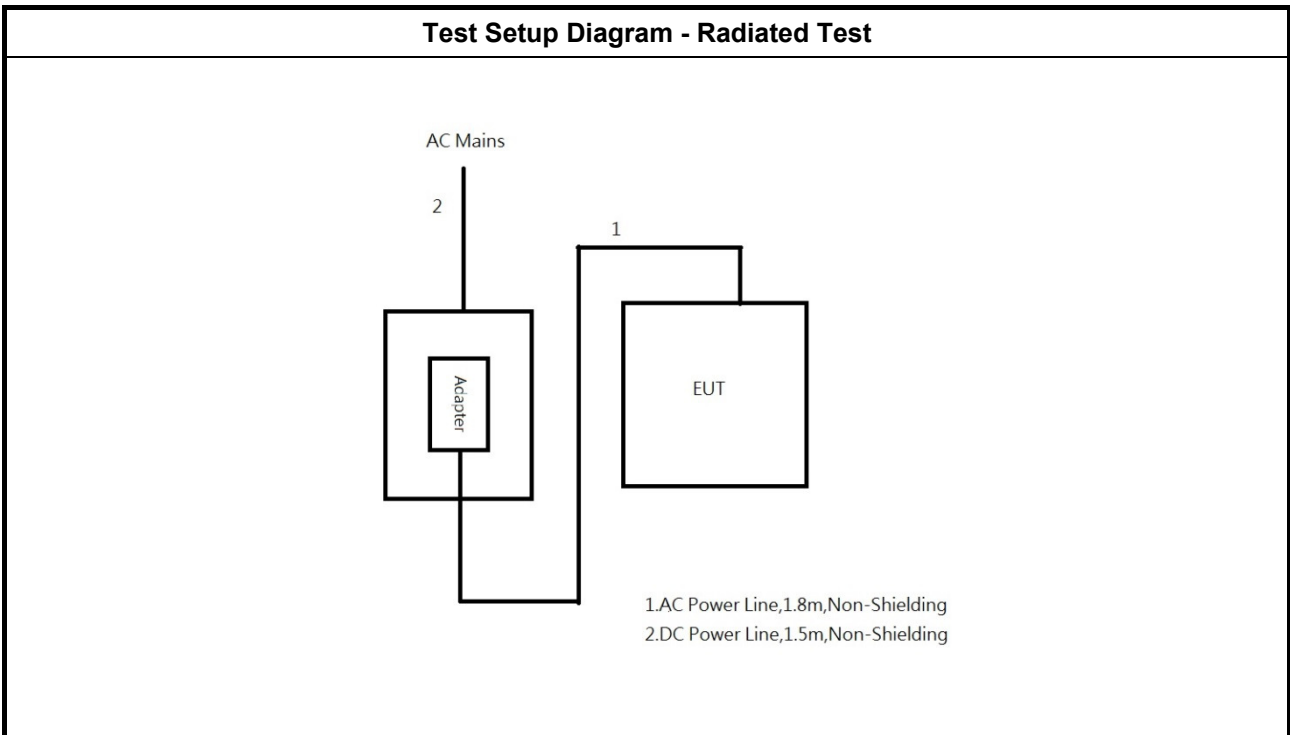 Test Setup Diagram - Radiated Test
AC Mains
2
1
Adapter
EUT
1.AC Power Line,1.8m,Non-Shielding
2.DC Power Line,1.5m,Non-Shielding